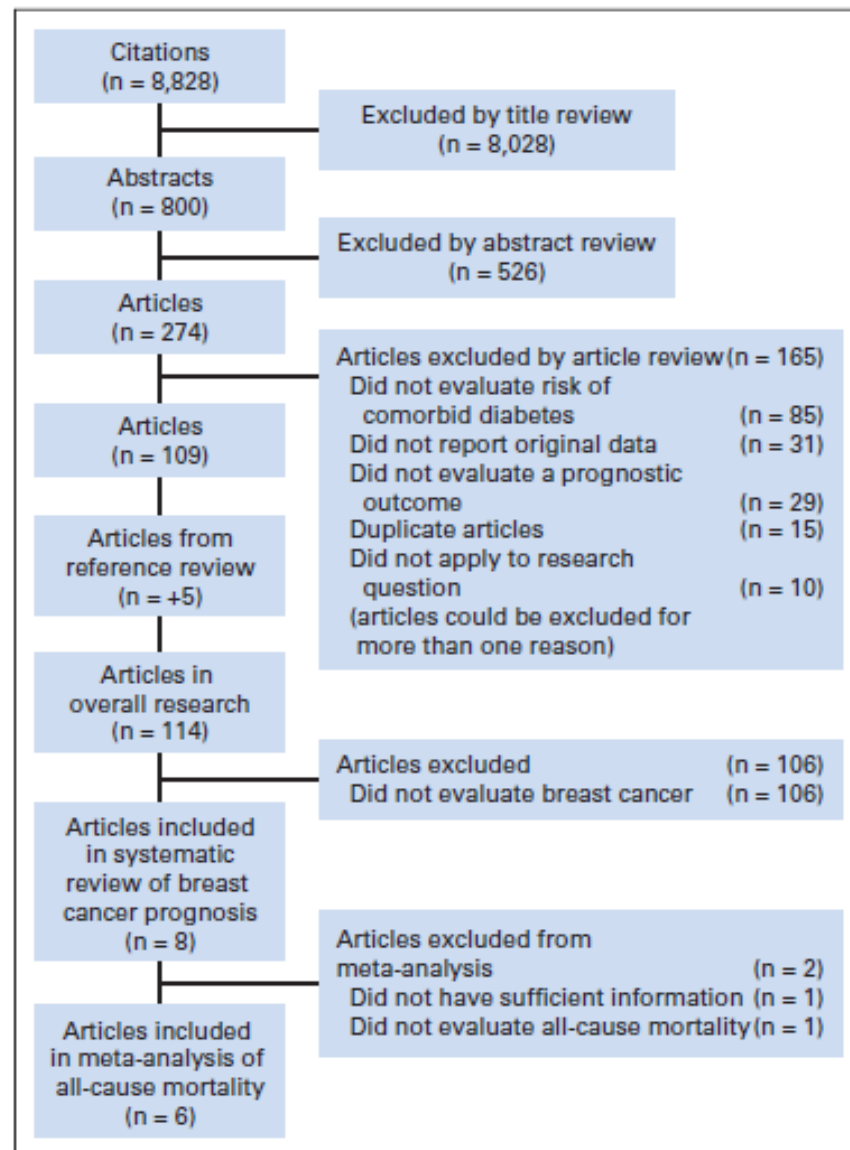 Citations
(n = 8,828)
Excluded by title review
(n = 8,028)
Abstracts
(n = 800)
Excluded by abstract review
(n = 526)
Articles
(n = 274)
Articles excluded by article review (n = 165)
Did not evaluate risk of
comorbid diabetes (n = 85)
Did not report original data (n = 31)
Did not evaluate a prognostic
outcome (n = 29)
Duplicate articles (n = 15)
Did not apply to research
question (n = 10)
(articles could be excluded for
more than one reason)
Articles
(n = 109)
Articles from
reference review
(n = +5)
Articles in
overall research
(n = 114)
Articles excluded (n = 106)
Did not evaluate breast cancer (n = 106)
Articles included
in systematic
review of breast
cancer prognosis
(n = 8)
Articles excluded from
meta-analysis (n = 2)
Did not have sufficient information (n = 1)
Did not evaluate all-cause mortality (n = 1)
Articles included
in meta-analysis of
all-cause mortality
(n = 6)